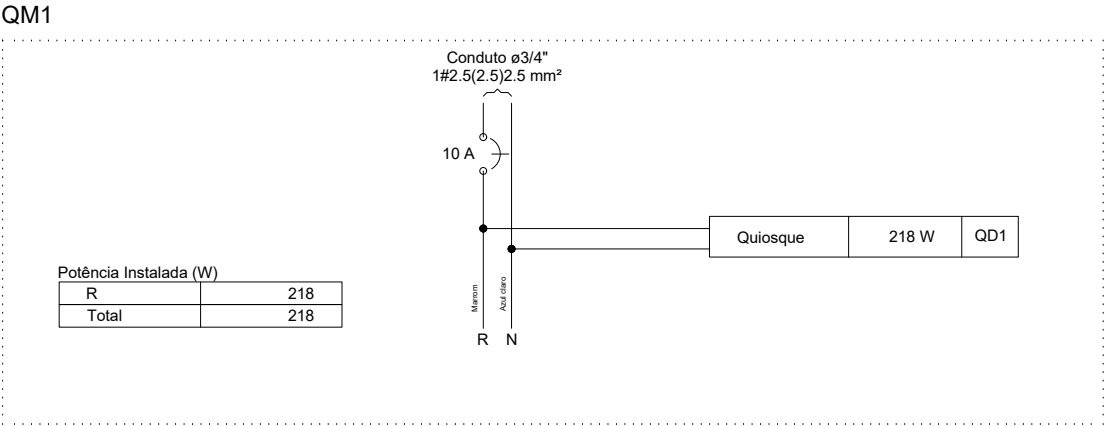 QM1
Conduto ø3/4"
1#2.5(2.5)2.5 mm²
10 A
Quiosque 218 W QD1
Potência Instalada (W)
R 218
Total 218
Marrom
Azul claro
R N